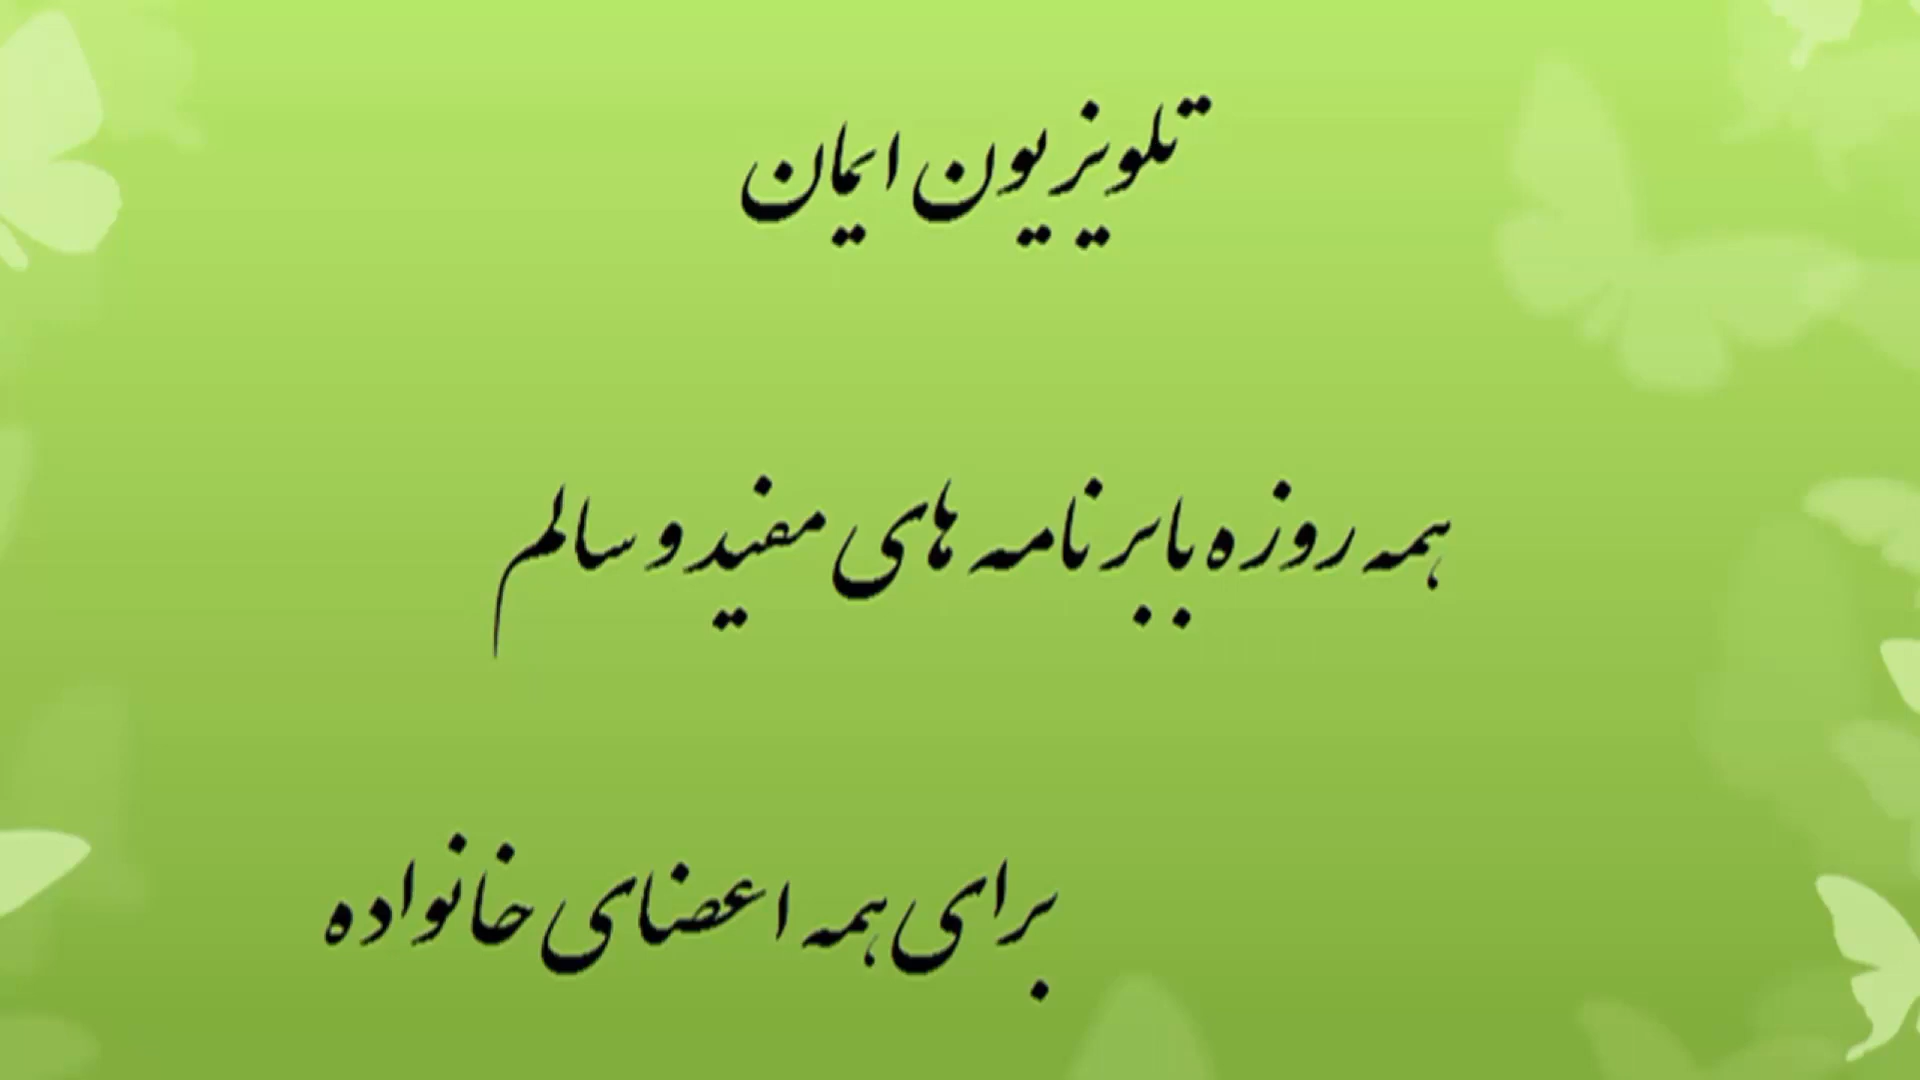 تلویزیون ایمان
همه روزه با برنامه های مفید و سالم
برای همه اعضای خانواده